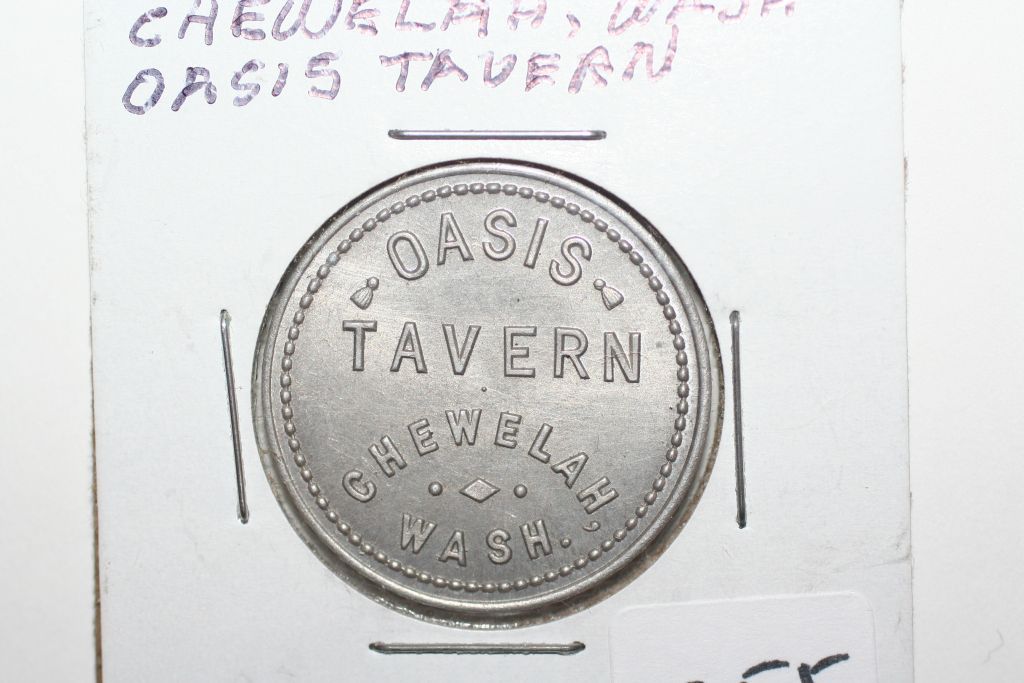 CHEWELAH, WASH
OASIS TAVERN
OASIS
TAVERN
CHEWELAH,
WASH.